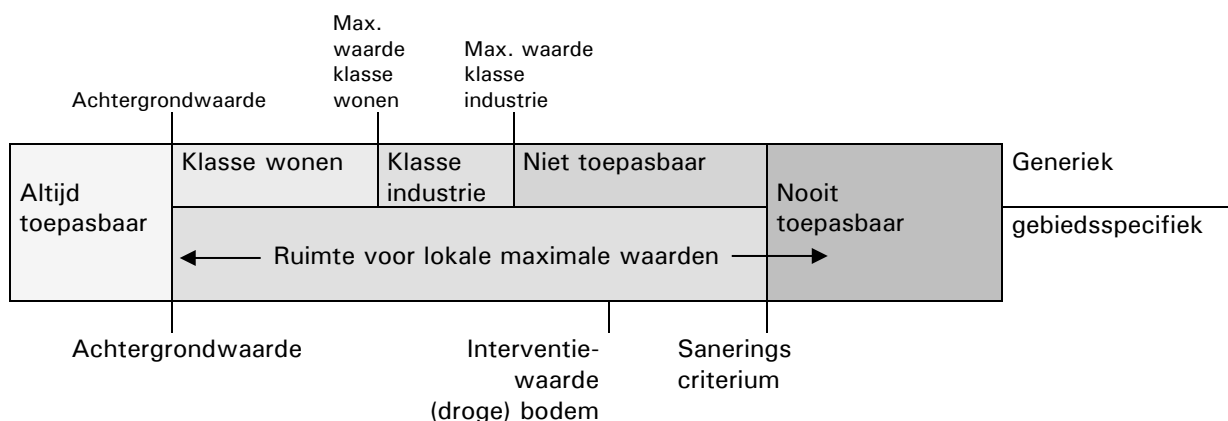 Max.
waarde
klasse
wonen
Max. waarde
klasse
industrie
Achtergrondwaarde
Altijd
toepasbaar
Klasse wonen
Klasse
industrie
Niet toepasbaar
Nooit
toepasbaar
Generiek
gebiedsspecifiek
Ruimte voor lokale maximale waarden
Achtergrondwaarde
Interventie-
waarde
(droge) bodem
Sanerings
criterium